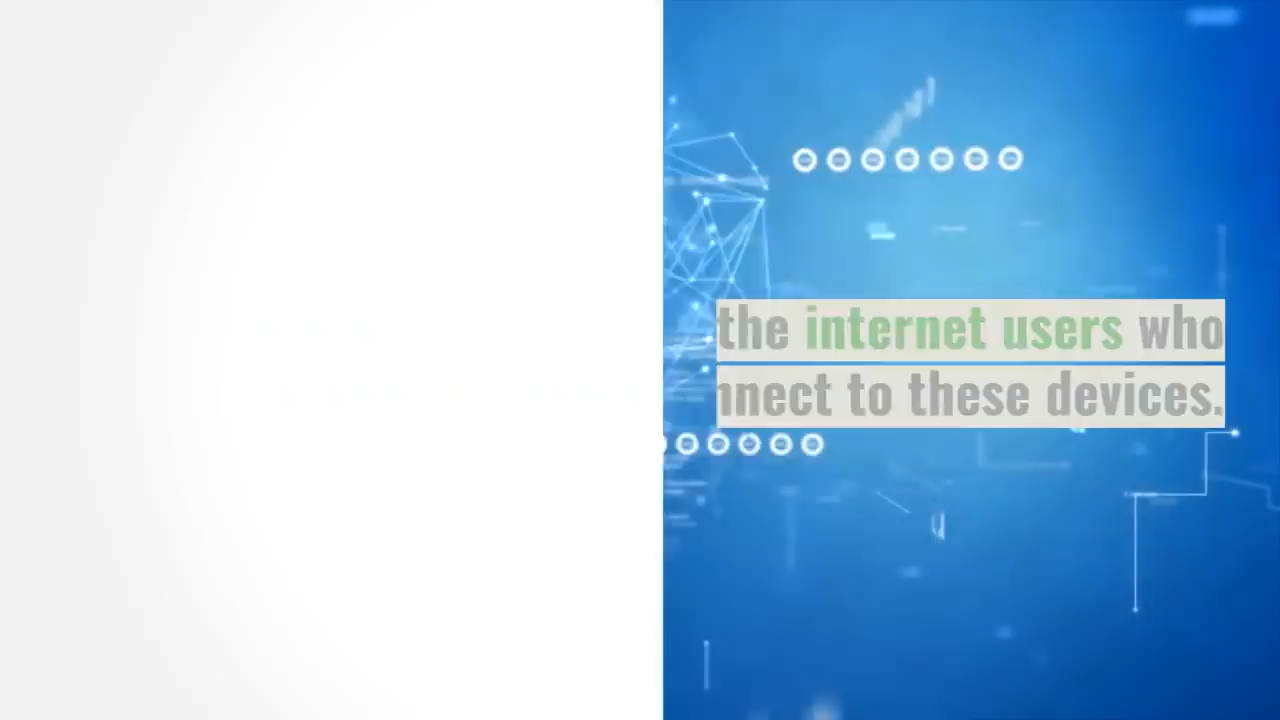 the internet users who
nnect to these devices.